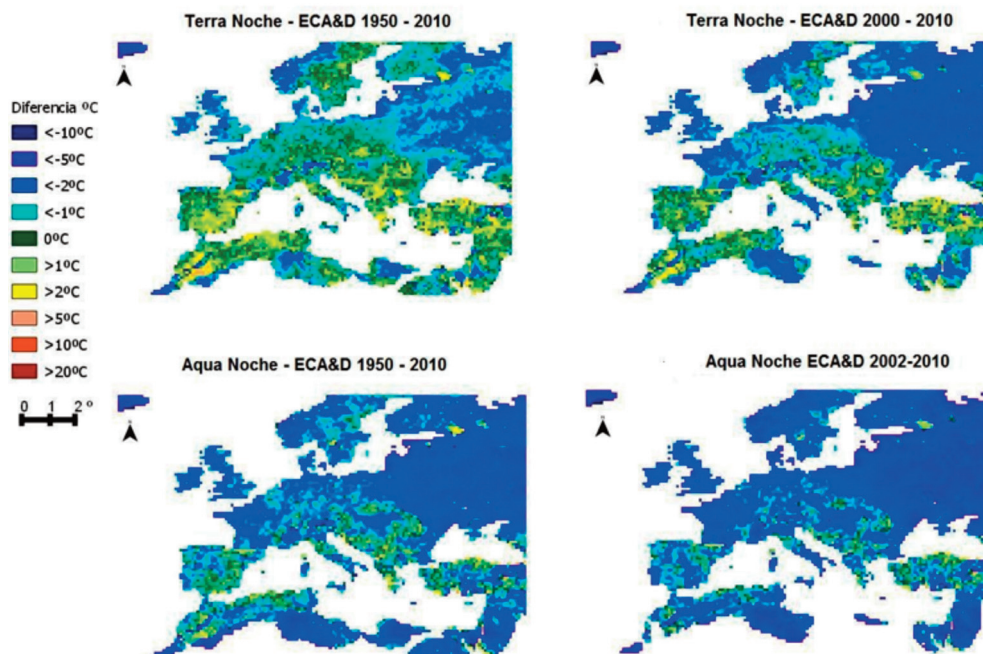 Terra Noche - ECA&D 1950 - 2010
Terra Noche - ECA&D 2000 - 2010
Diferencia ºC
<-10ºC
<-5ºC
<-2ºC
<-1ºC
0ºC
>1ºC
>2ºC
>5ºC
>10ºC
>20ºC
0 1 2 º
Aqua Noche - ECA&D 1950 - 2010
Aqua Noche ECA&D 2002-2010